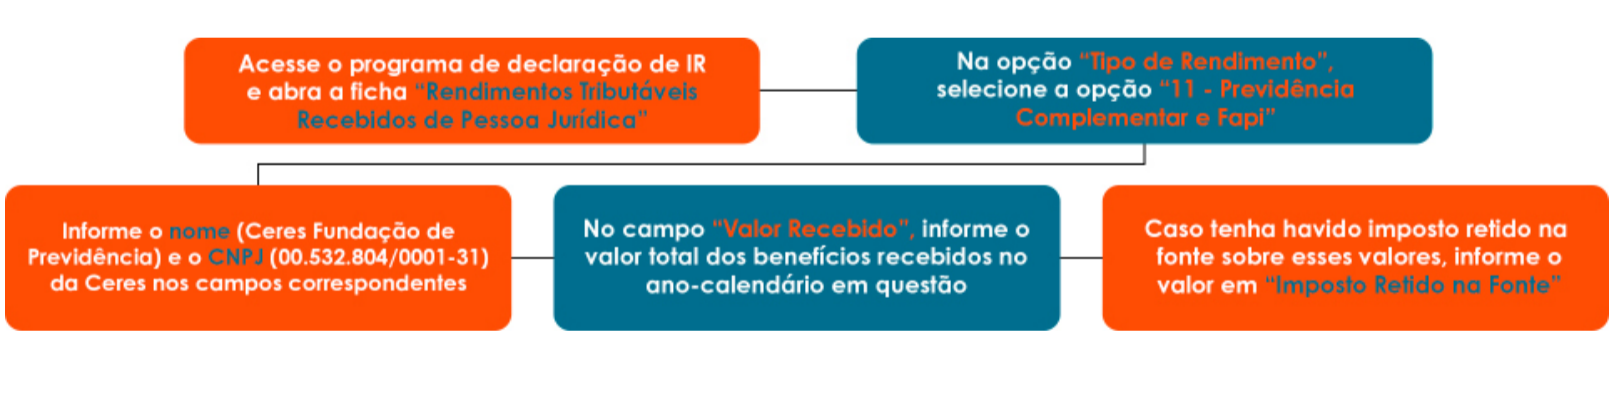 Acesse o programa de declaração de IR
e abra a ficha “Rendimentos Tributáveis
Recebidos de Pessoa Jurídica”
Na opção “Tipo de Rendimento”,
selecione a opção “11 - Previdência
Complementar e Fapi”
Informe o nome (Ceres Fundação de
Previdência) e o CNPJ (00.532.804/0001-31)
da Ceres nos campos correspondentes
No campo “Valor Recebido”, informe o
valor total dos benefícios recebidos no
ano-calendário em questão
Caso tenha havido imposto retido na
fonte sobre esses valores, informe o
valor em “Imposto Retido na Fonte”